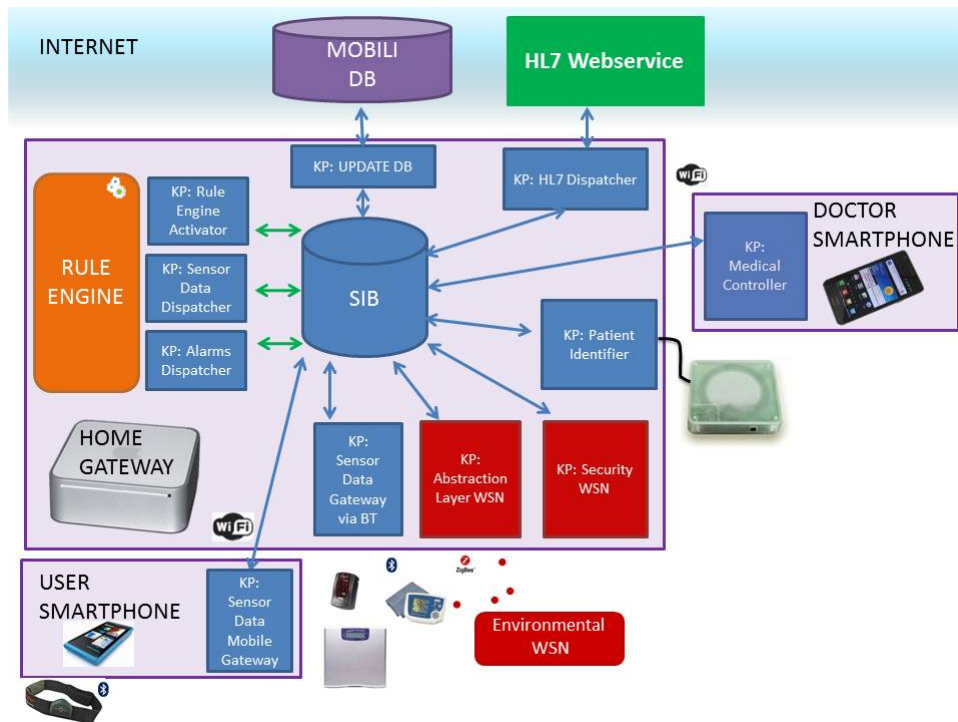 INTERNET
MOBILI
DB
HL7 Webservice
KP: UPDATE DB
KP: HL7 Dispatcher
WiFi
RULE
ENGINE
KP: Rule
Engine
Activator
KP: Sensor
Data
Dispatcher
KP: Alarms
Dispatcher
SIB
KP:
Medical
Controller
DOCTOR
SMARTPHONE
KP: Patient
Identifier
HOME
GATEWAY
WiFi
KP:
Sensor
Data
Gateway
via BT
KP:
Abstraction
Layer WSN
KP: Security
WSN
USER
SMARTPHONE
KP:
Sensor
Data
Mobile
Gateway
ZigBee
Environmental
WSN